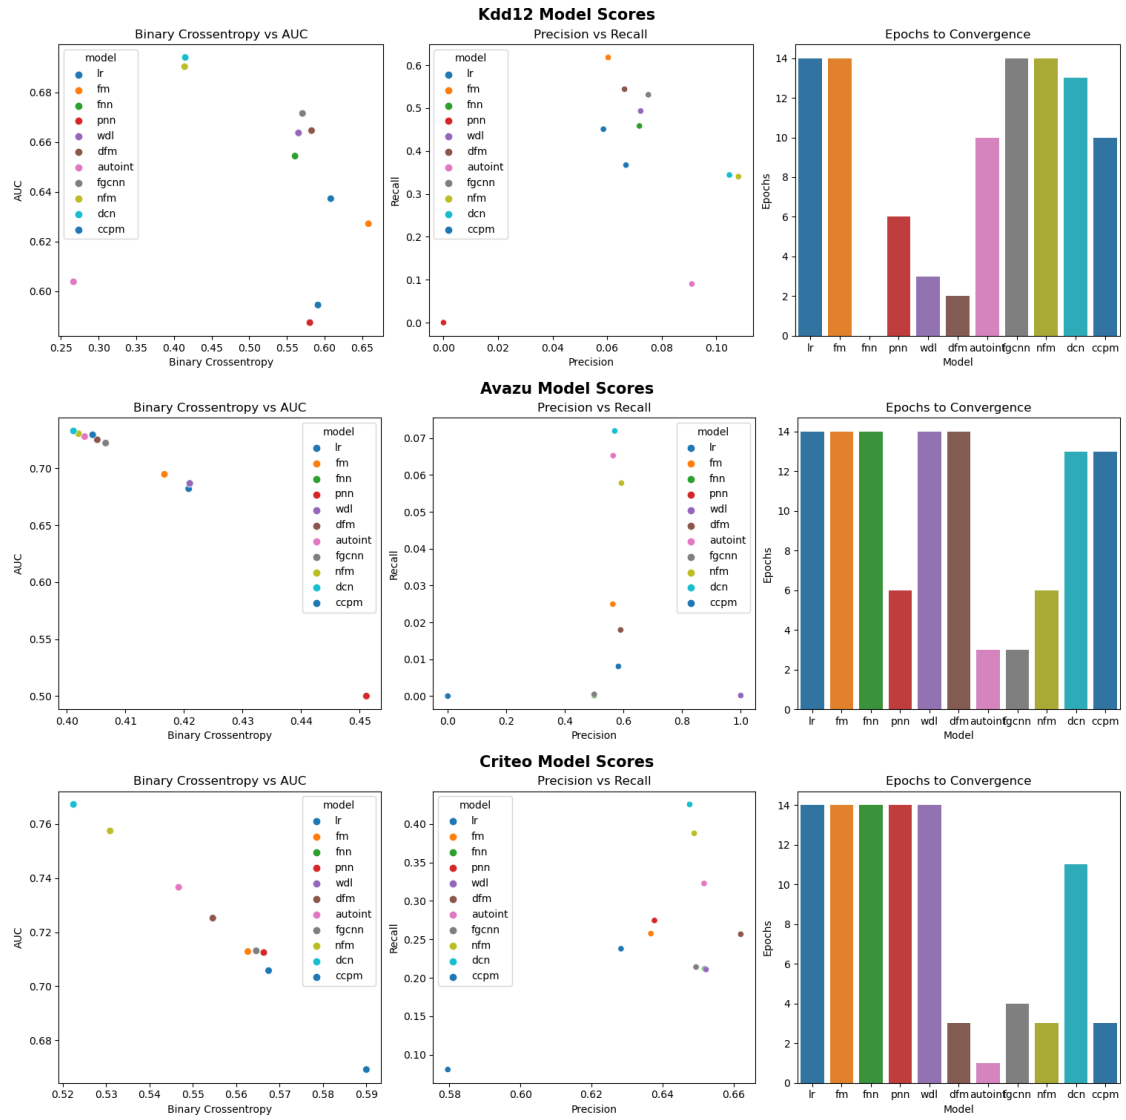 Kdd12 Model Scores
Binary Crossentropy vs AUC
AUC
0.68
0.66
0.64
0.62
0.60
model
lr
fm
fnn
pnn
wdl
dfm
autoint
fgcnn
nfm
dcn
ccpm
0.25 0.30 0.35 0.40 0.45 0.50 0.55 0.60 0.65
Binary Crossentropy
Precision vs Recall
Recall
0.6
0.5
0.4
0.3
0.2
0.1
0.0
model
lr
fm
fnn
pnn
wdl
dfm
autoint
fgcnn
nfm
dcn
ccpm
0.00 0.02 0.04 0.06 0.08 0.10
Precision
Epochs to Convergence
Epochs
14
12
10
8
6
4
2
0
lr fm fnn pnn wdl dfm autoint fgcnn nfm dcn ccpm
Model
Avazu Model Scores
Binary Crossentropy vs AUC
AUC
0.70
0.65
0.60
0.55
0.50
model
lr
fm
fnn
pnn
wdl
dfm
autoint
fgcnn
nfm
dcn
ccpm
0.40 0.41 0.42 0.43 0.44 0.45
Binary Crossentropy
Precision vs Recall
Recall
0.07
0.06
0.05
0.04
0.03
0.02
0.01
0.00
model
lr
fm
fnn
pnn
wdl
dfm
autoint
fgcnn
nfm
dcn
ccpm
0.0 0.2 0.4 0.6 0.8 1.0
Precision
Epochs to Convergence
Epochs
14
12
10
8
6
4
2
0
lr fm fnn pnn wdl dfm autoint fgcnn nfm dcn ccpm
Model
Criteo Model Scores
Binary Crossentropy vs AUC
AUC
0.76
0.74
0.72
0.70
0.68
model
lr
fm
fnn
pnn
wdl
dfm
autoint
fgcnn
nfm
dcn
ccpm
0.52 0.53 0.54 0.55 0.56 0.57 0.58 0.59
Binary Crossentropy
Precision vs Recall
Recall
0.40
0.35
0.30
0.25
0.20
0.15
0.10
model
lr
fm
fnn
pnn
wdl
dfm
autoint
fgcnn
nfm
dcn
ccpm
0.58 0.60 0.62 0.64 0.66
Precision
Epochs to Convergence
Epochs
14
12
10
8
6
4
2
0
lr fm fnn pnn wdl dfm autoint fgcnn nfm dcn ccpm
Model